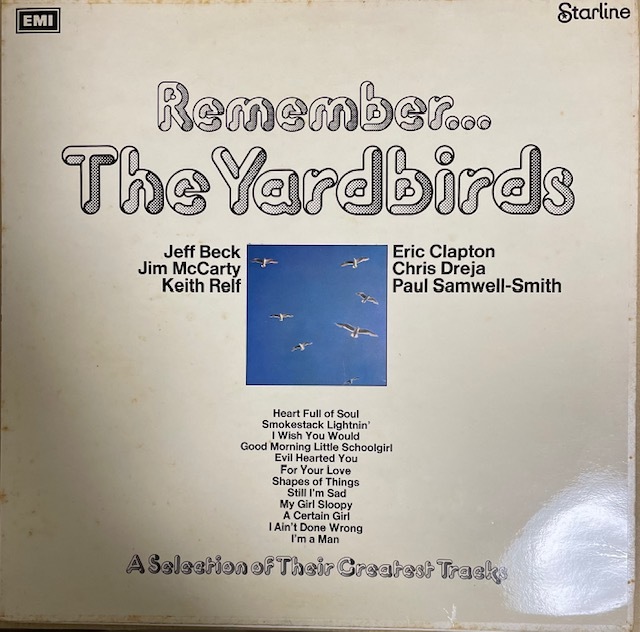 EMI
Starline
Remember...
The Yardbirds
Jeff Beck
Jim McCarty
Keith Relf
Eric Clapton
Chris Dreja
Paul Samwell-Smith
Heart Full of Soul
Smokestack Lightnin'
I Wish You Would
Good Morning Little Schoolgirl
Evil Hearted You
For Your Love
Shapes of Things
Still I'm Sad
My Girl Sloopy
A Certain Girl
I Ain't Done Wrong
I'm a Man
A Selection of Their Greatest Tracks